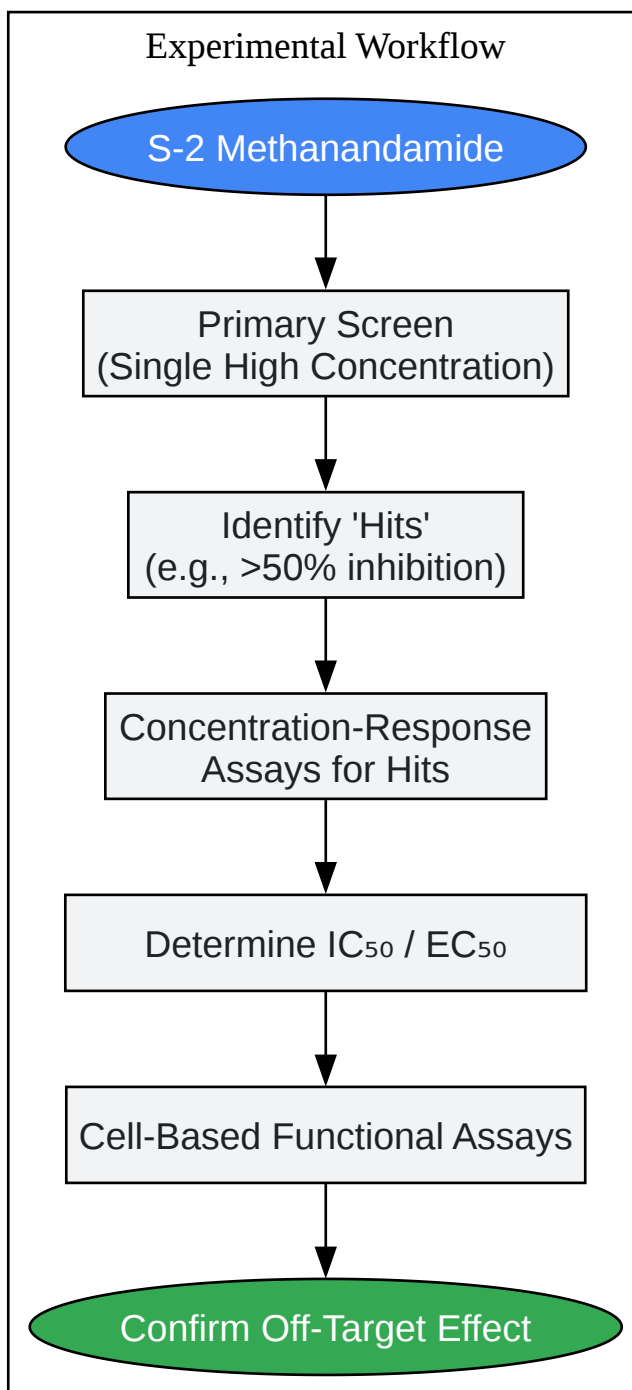 Experimental Workflow
S-2 Methanandamide
Primary Screen
(Single High Concentration)
Identify 'Hits'
(e.g., >50% inhibition)
Concentration-Response
Assays for Hits
Determine IC₅₀ / EC₅₀
Cell-Based Functional Assays
Confirm Off-Target Effect